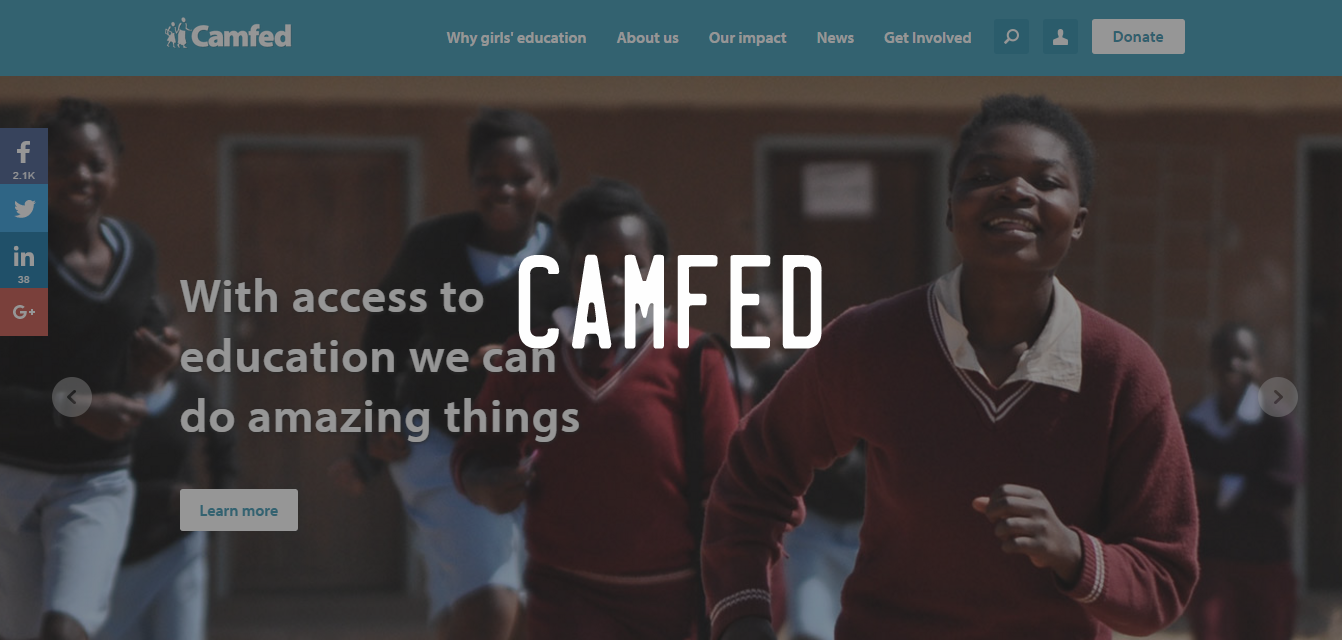 Camfed
Why girls' education About us Our impact News Get Involved Donate
2.1K
38
G+
With access to
education we can
do amazing things
CAMFED
Learn more